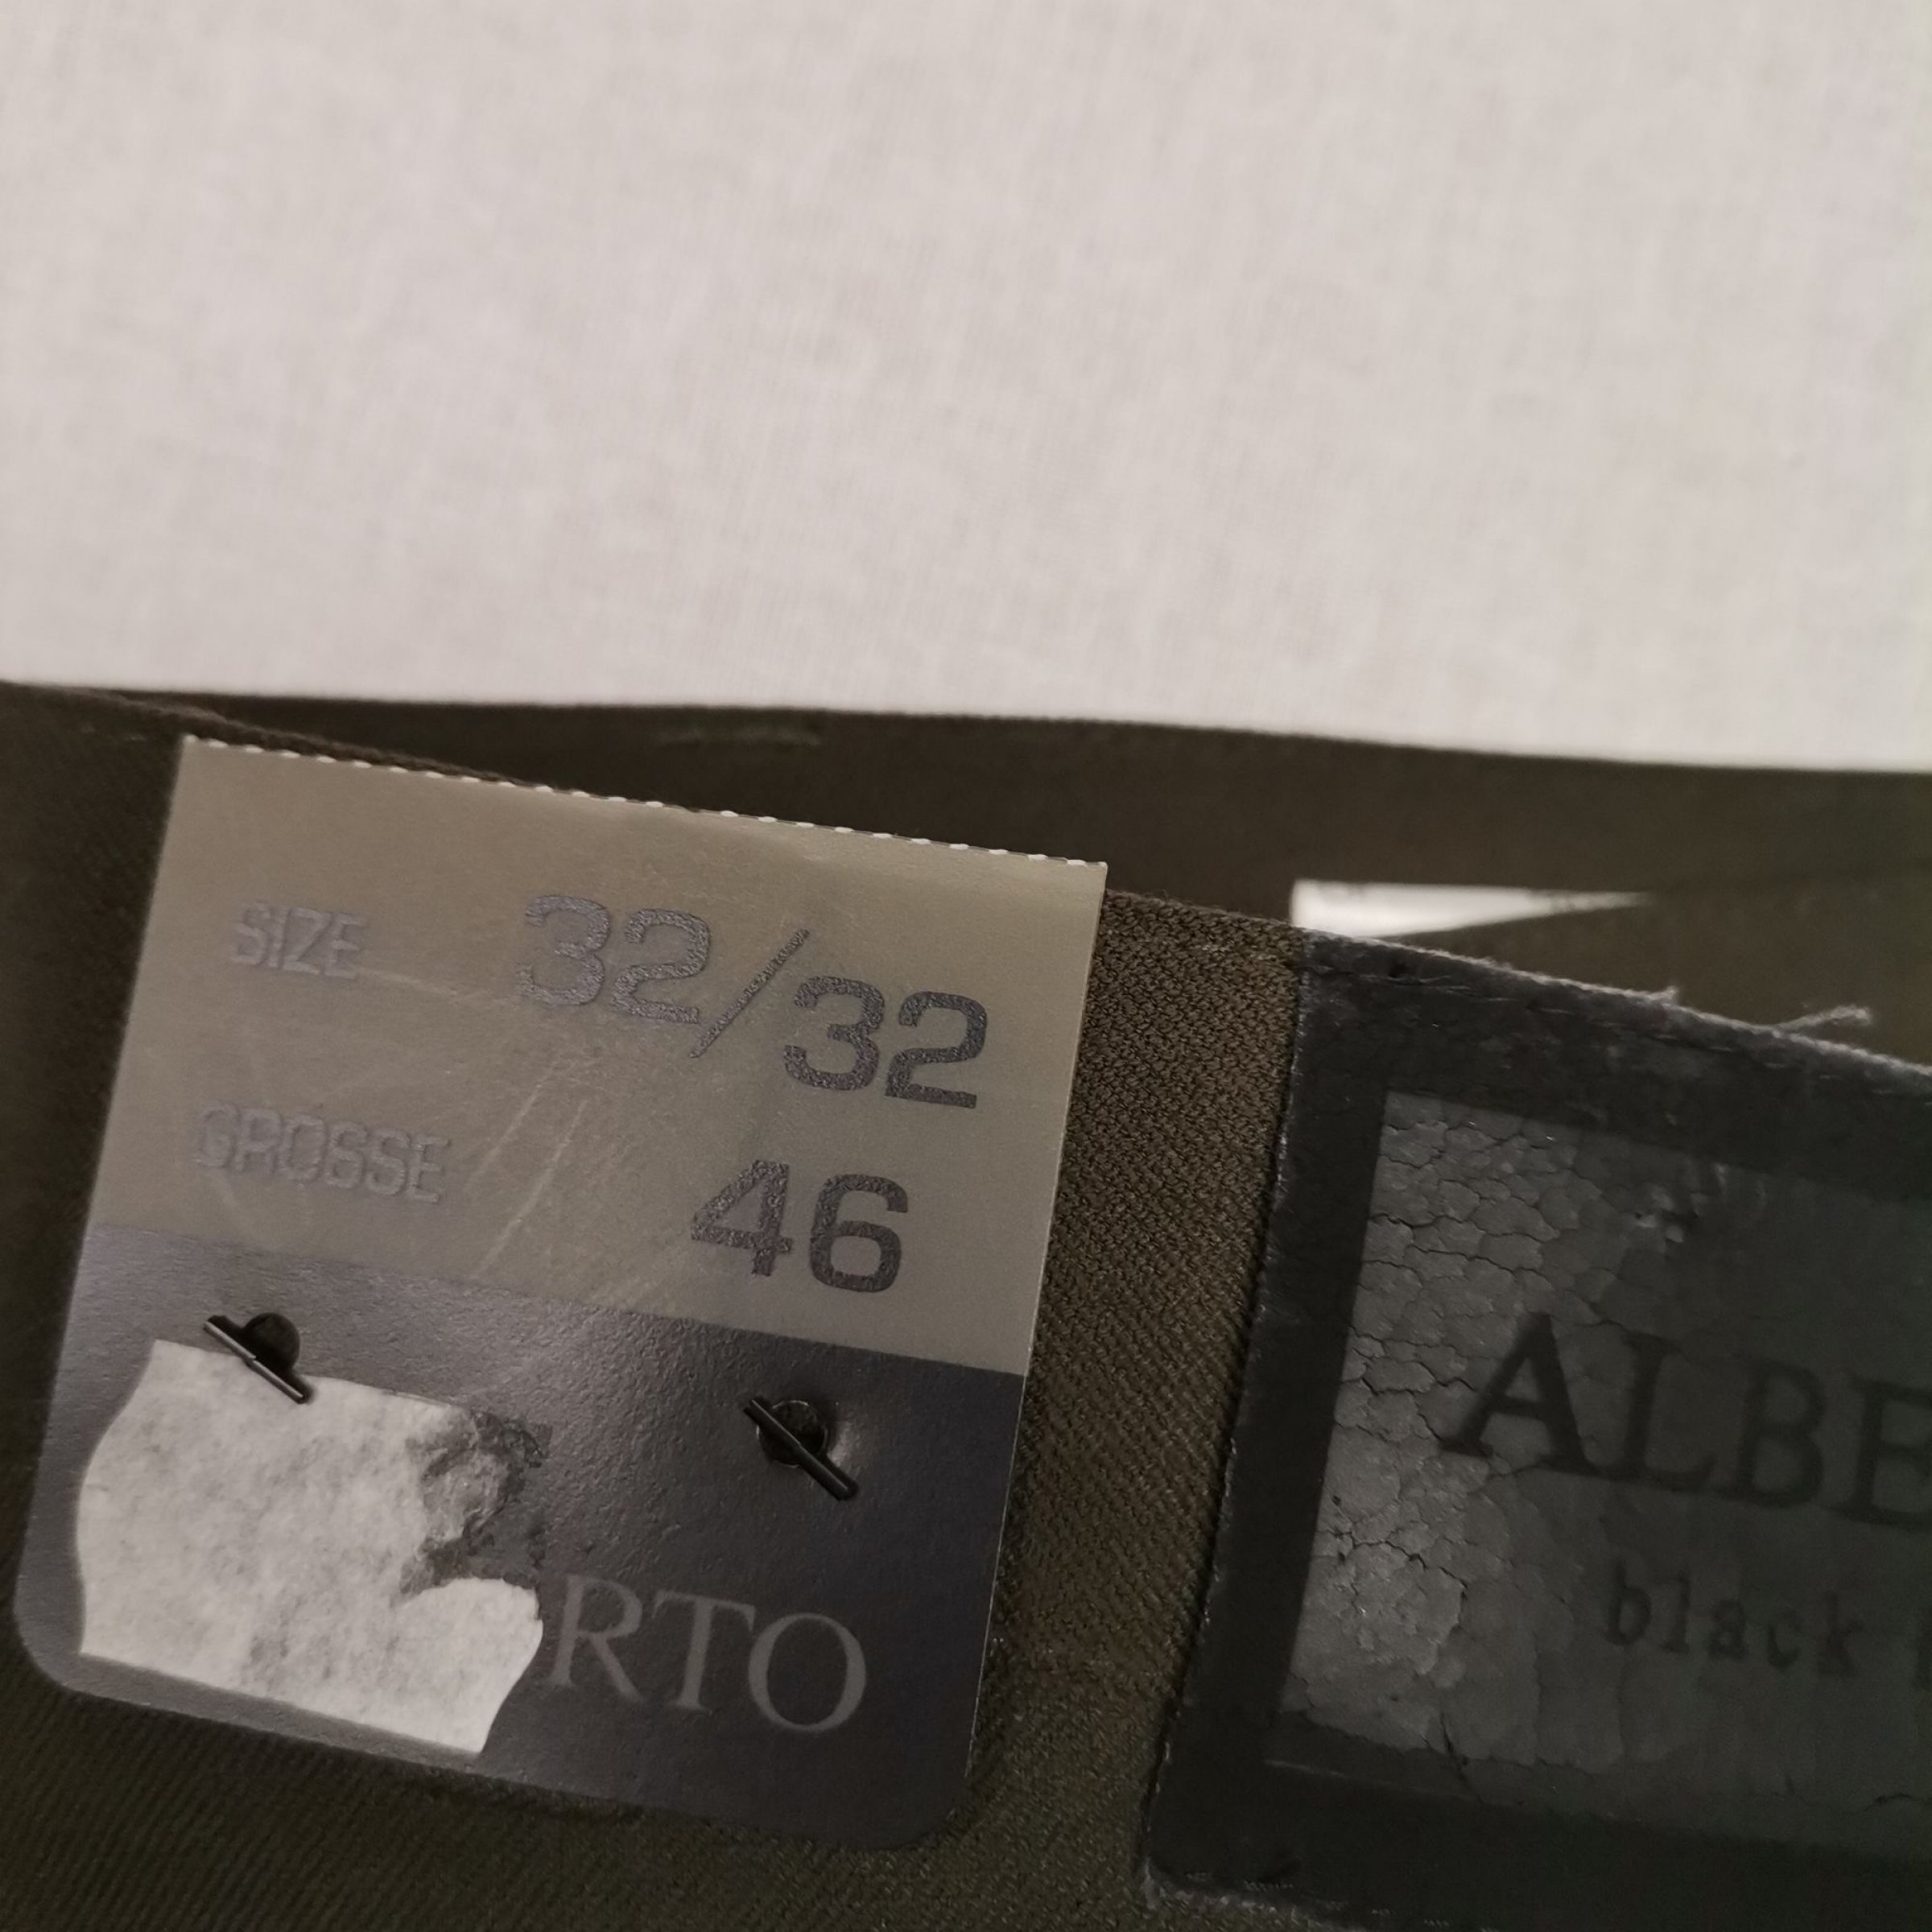 SIZE 32/32
GROSSE 46
RTO
ALBE
black